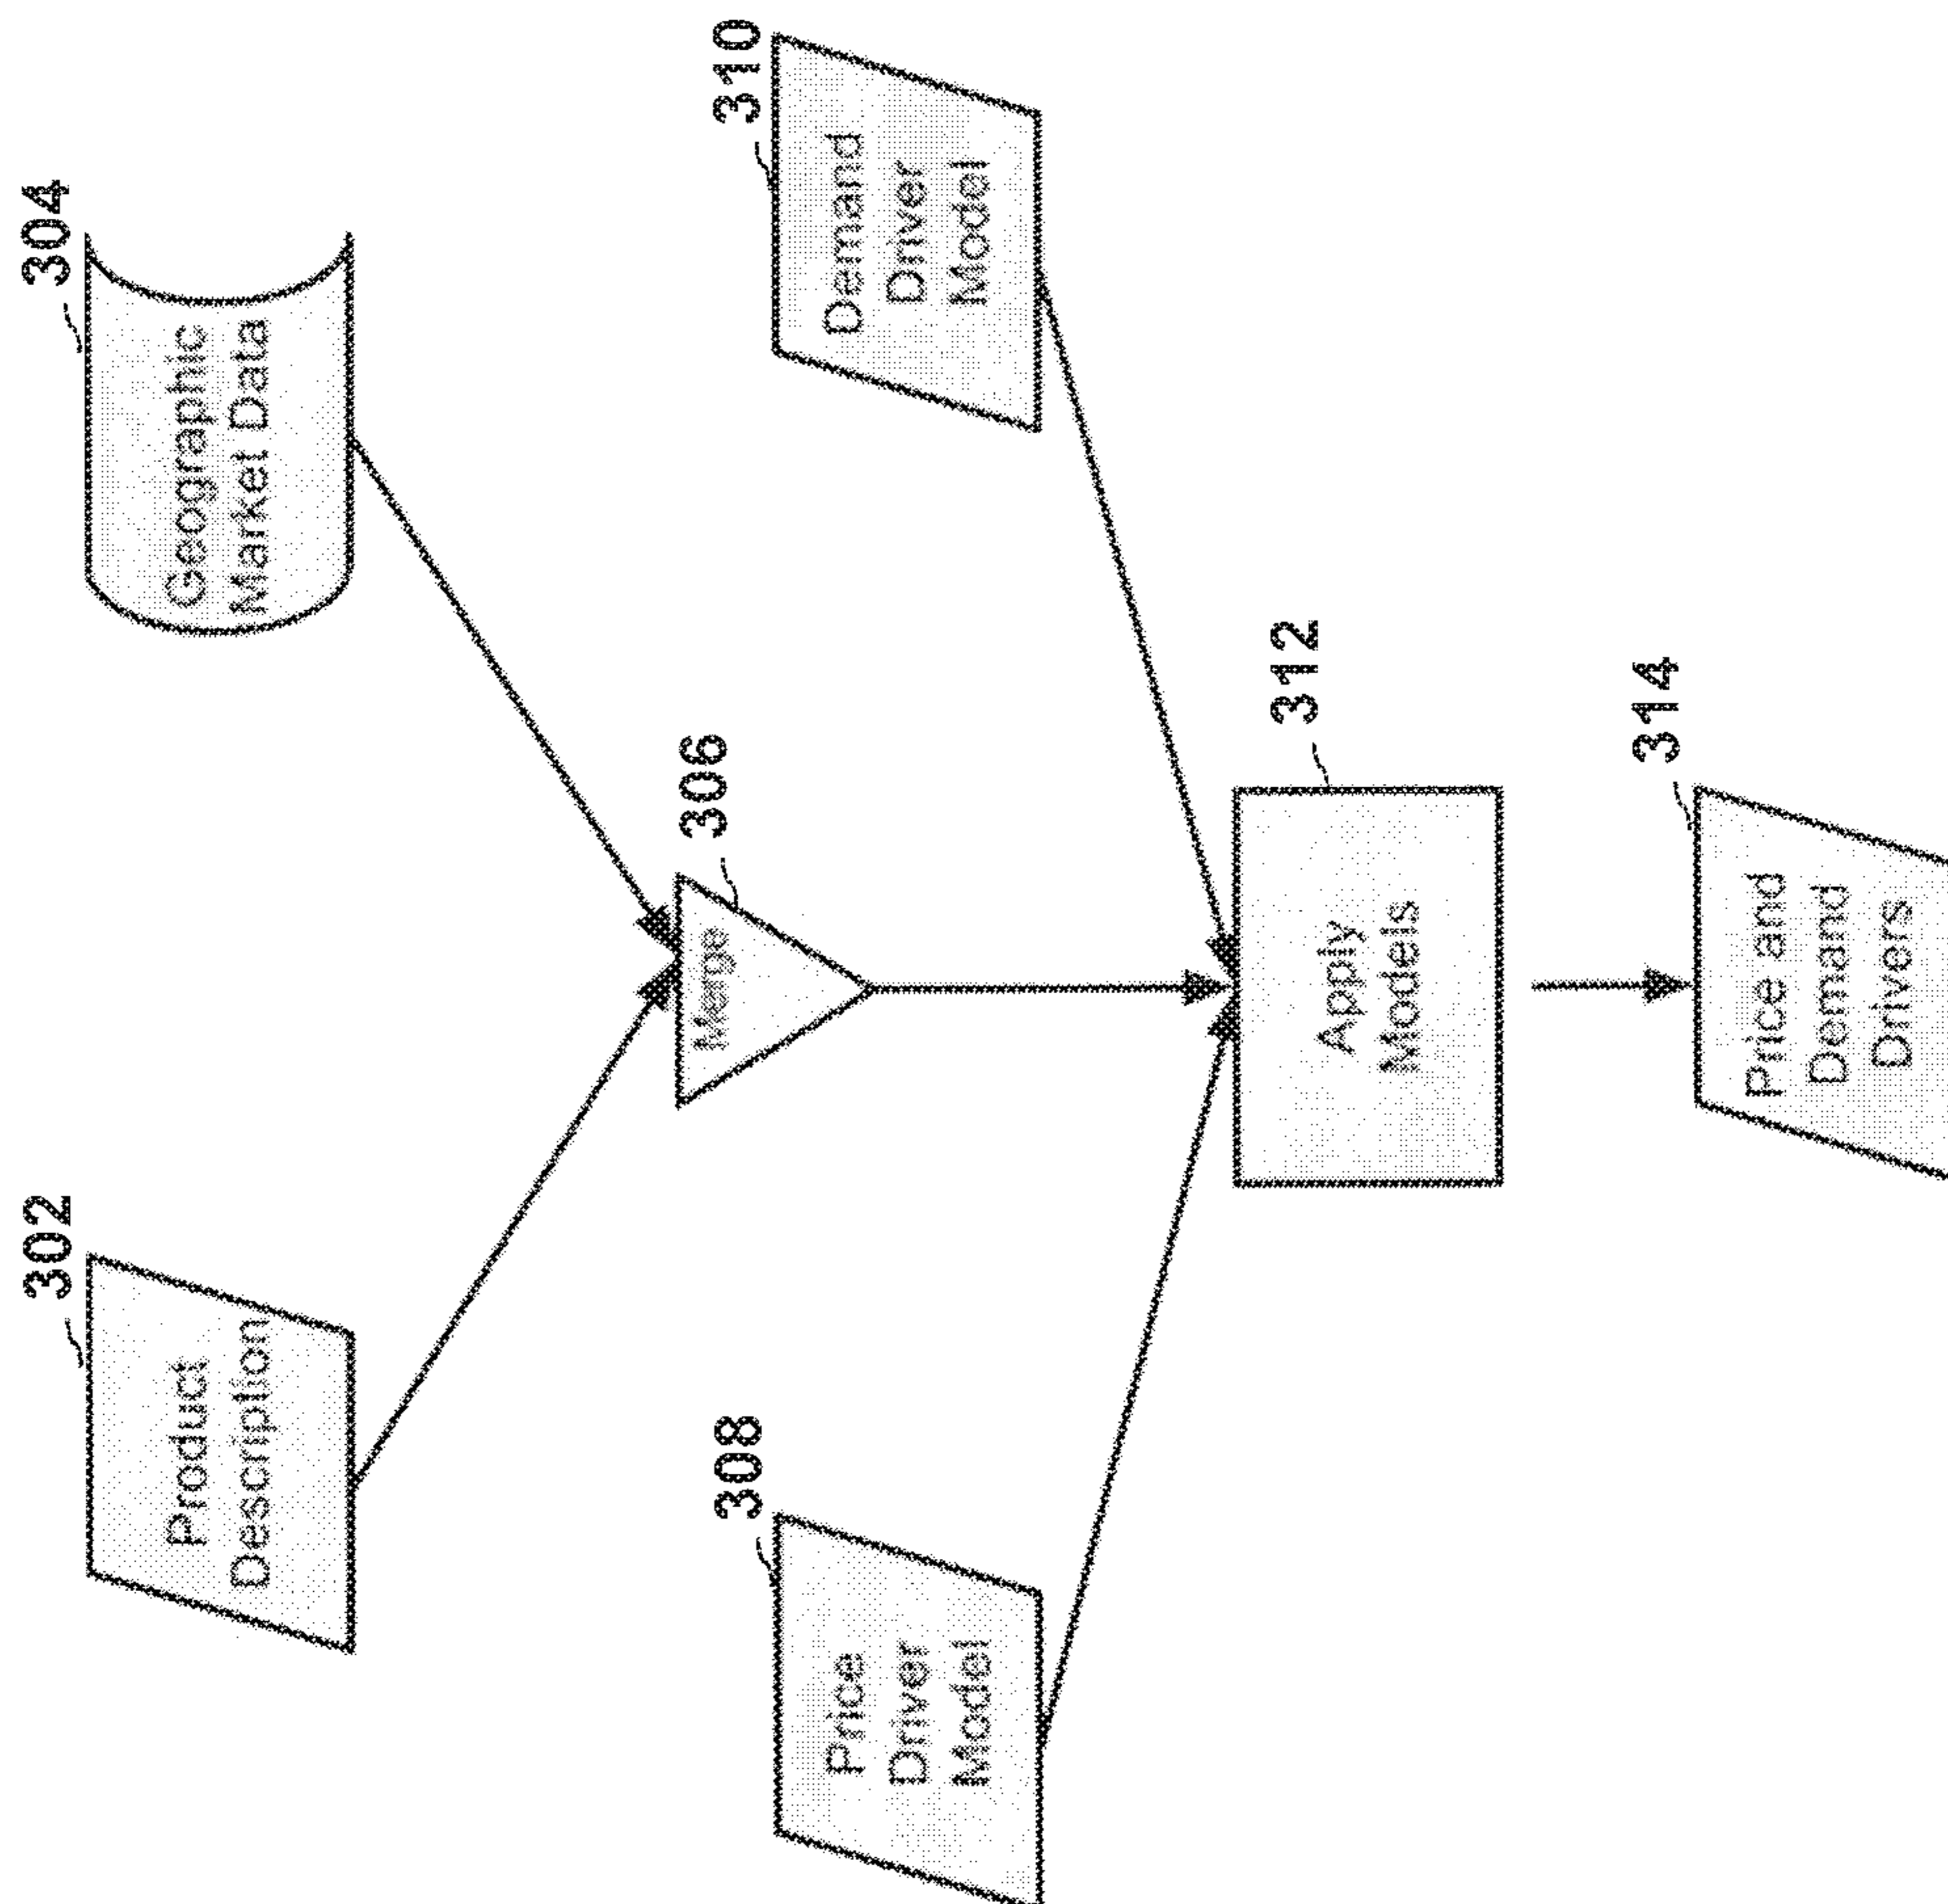 302
Product
Description
304
Geographic
Market Data
306
Merge
308
Price
Driver
Model
310
Demand
Driver
Model
312
Apply
Models
314
Price and
Demand
Drivers